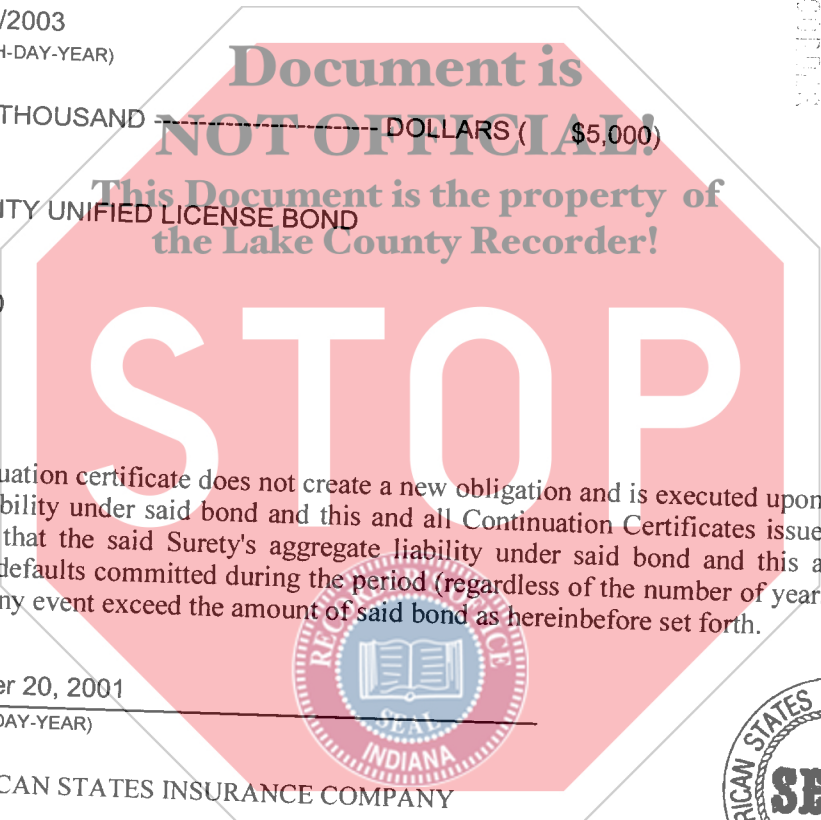 /2003
H-DAY-YEAR)
Document is
THOUSAND ----------------------- DOLLARS ( $5,000)
NOT OFFICIAL!
This Document is the property of
ITY UNIFIED LICENSE BOND
the Lake County Recorder!
STOP
uation certificate does not create a new obligation and is executed upon
bility under said bond and this and all Continuation Certificates issue
that the said Surety's aggregate liability under said bond and this a
defaults committed during the period (regardless of the number of year
ny event exceed the amount of said bond as hereinbefore set forth.
SEAL
INDIANA
er 20, 2001
DAY-YEAR)
CAN STATES INSURANCE COMPANY
RICAN STATES
SE